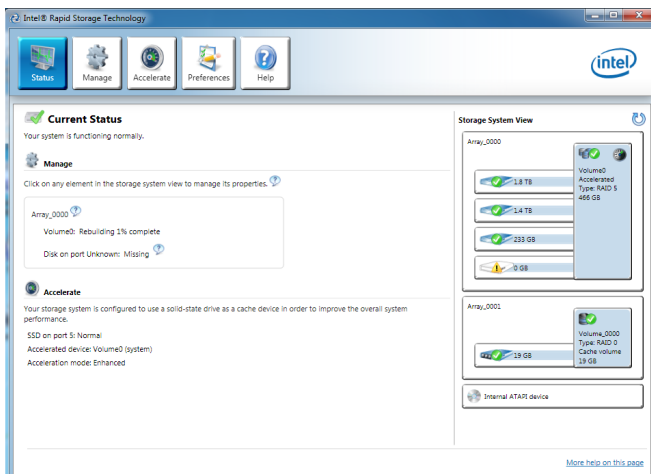 Intel® Rapid Storage Technology
Status
Manage
Accelerate
Preferences
Help
intel
Current Status
Your system is functioning normally.
Manage
Click on any element in the storage system view to manage its properties.
Array_0000
Volume0: Rebuilding 1% complete
Disk on port Unknown: Missing
Accelerate
Your storage system is configured to use a solid-state drive as a cache device in order to improve the overall system
performance.
SSD on port 5: Normal
Accelerated device: Volume0 (system)
Acceleration mode: Enhanced
Storage System View
Array_0000
1.8 TB
1.4 TB
233 GB
0 GB
Volume0
Accelerated
Type: RAID 5
466 GB
Array_0001
19 GB
Volume_0000
Type: RAID 0
Cache volume
19 GB
Internal ATAPI device
More help on this page